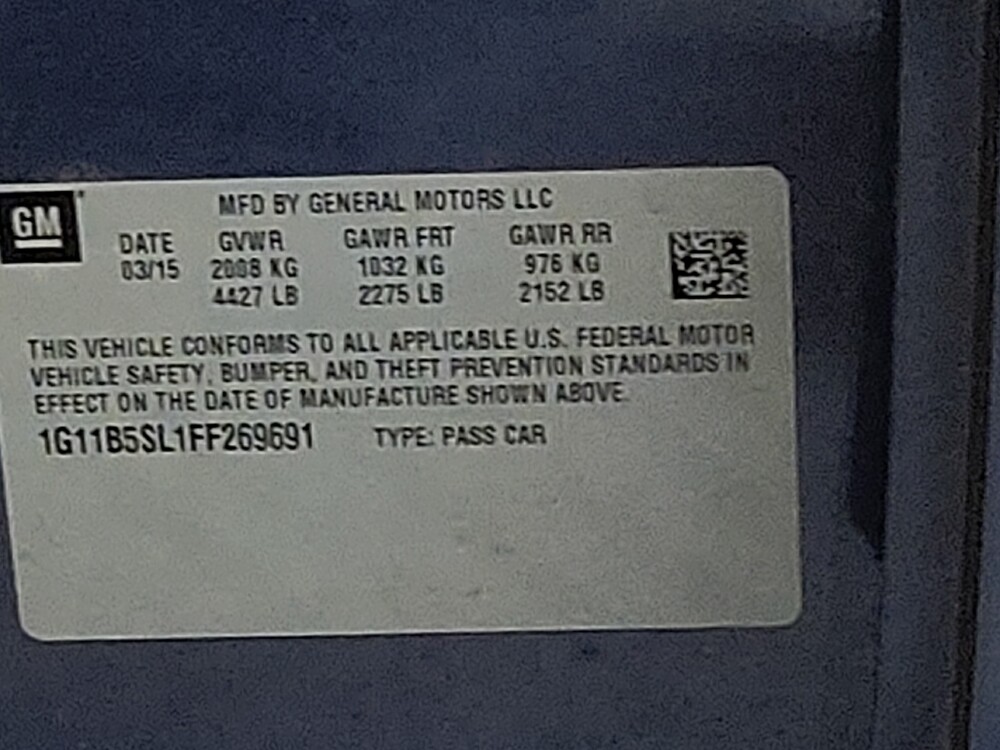 GM
MFD BY GENERAL MOTORS LLC
DATE GVWR GAWR FRT GAWR RR
03/15 2008 KG 1032 KG 976 KG
4427 LB 2275 LB 2152 LB
THIS VEHICLE CONFORMS TO ALL APPLICABLE U.S. FEDERAL MOTOR
VEHICLE SAFETY, BUMPER, AND THEFT PREVENTION STANDARDS IN
EFFECT ON THE DATE OF MANUFACTURE SHOWN ABOVE.
1G11B5SL1FF269691 TYPE: PASS CAR